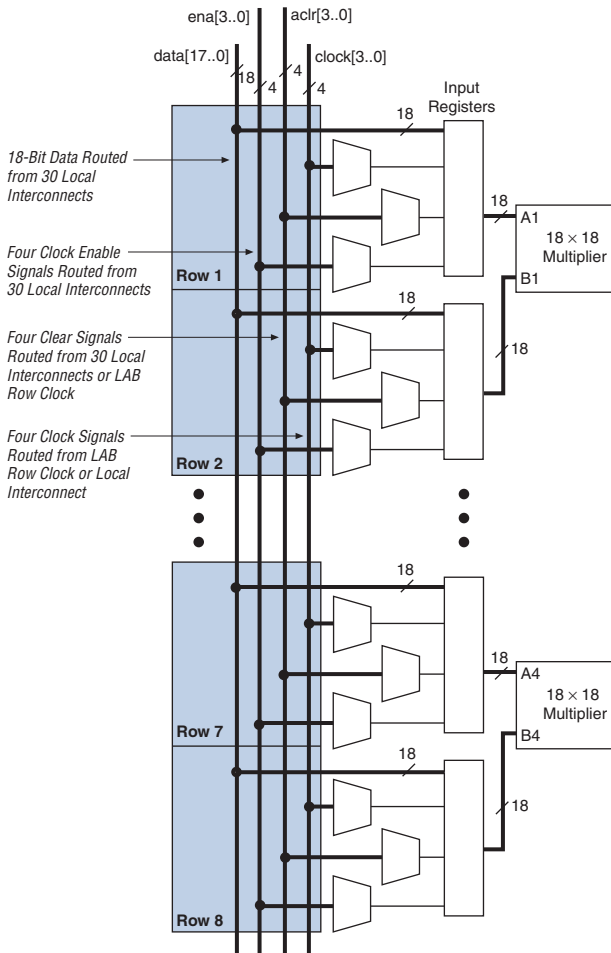 ena[3..0]
aclr[3..0]
data[17..0]
clock[3..0]
18
4
4
4
Input
Registers
18-Bit Data Routed
from 30 Local
Interconnects
18
18
A1
18 × 18
Multiplier
B1
Four Clock Enable
Signals Routed from
30 Local Interconnects
Row 1
18
18
Four Clear Signals
Routed from 30 Local
Interconnects or LAB
Row Clock
Four Clock Signals
Routed from LAB
Row Clock or Local
Interconnect
Row 2
18
18
A4
18 × 18
Multiplier
B4
Row 7
18
18
Row 8